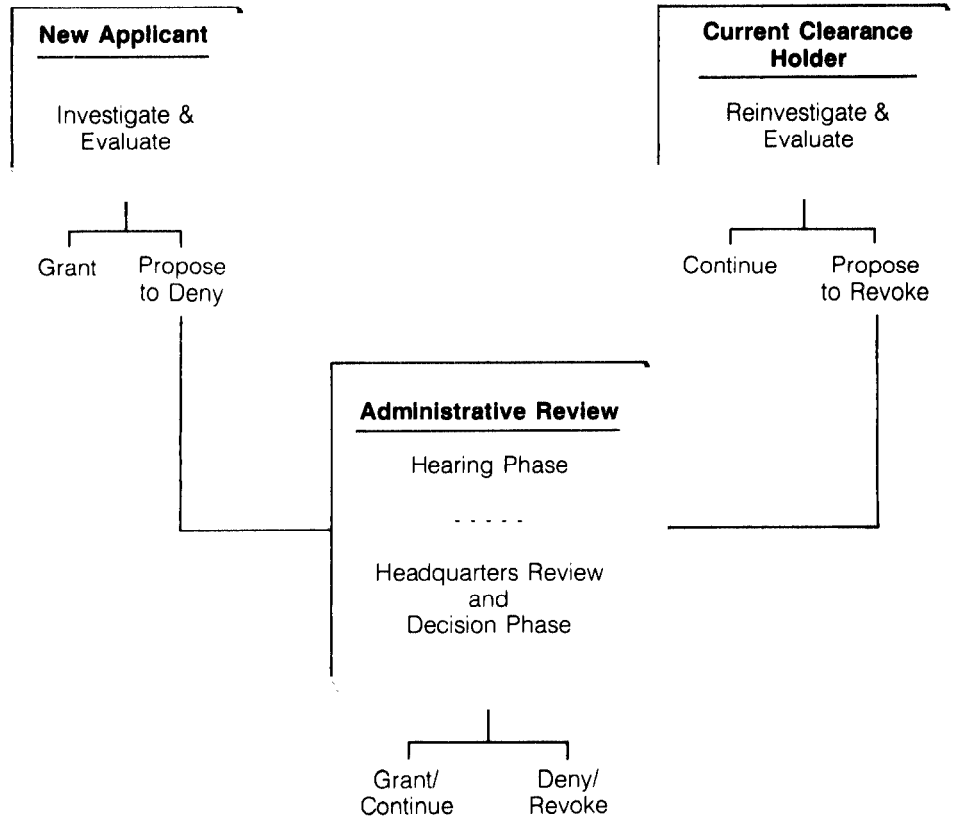 New Applicant
Investigate &
Evaluate
Grant
Propose
to Deny
Current Clearance
Holder
Reinvestigate &
Evaluate
Continue
Propose
to Revoke
Administrative Review
Hearing Phase
- - - - -
Headquarters Review
and
Decision Phase
Grant/
Continue
Deny/
Revoke